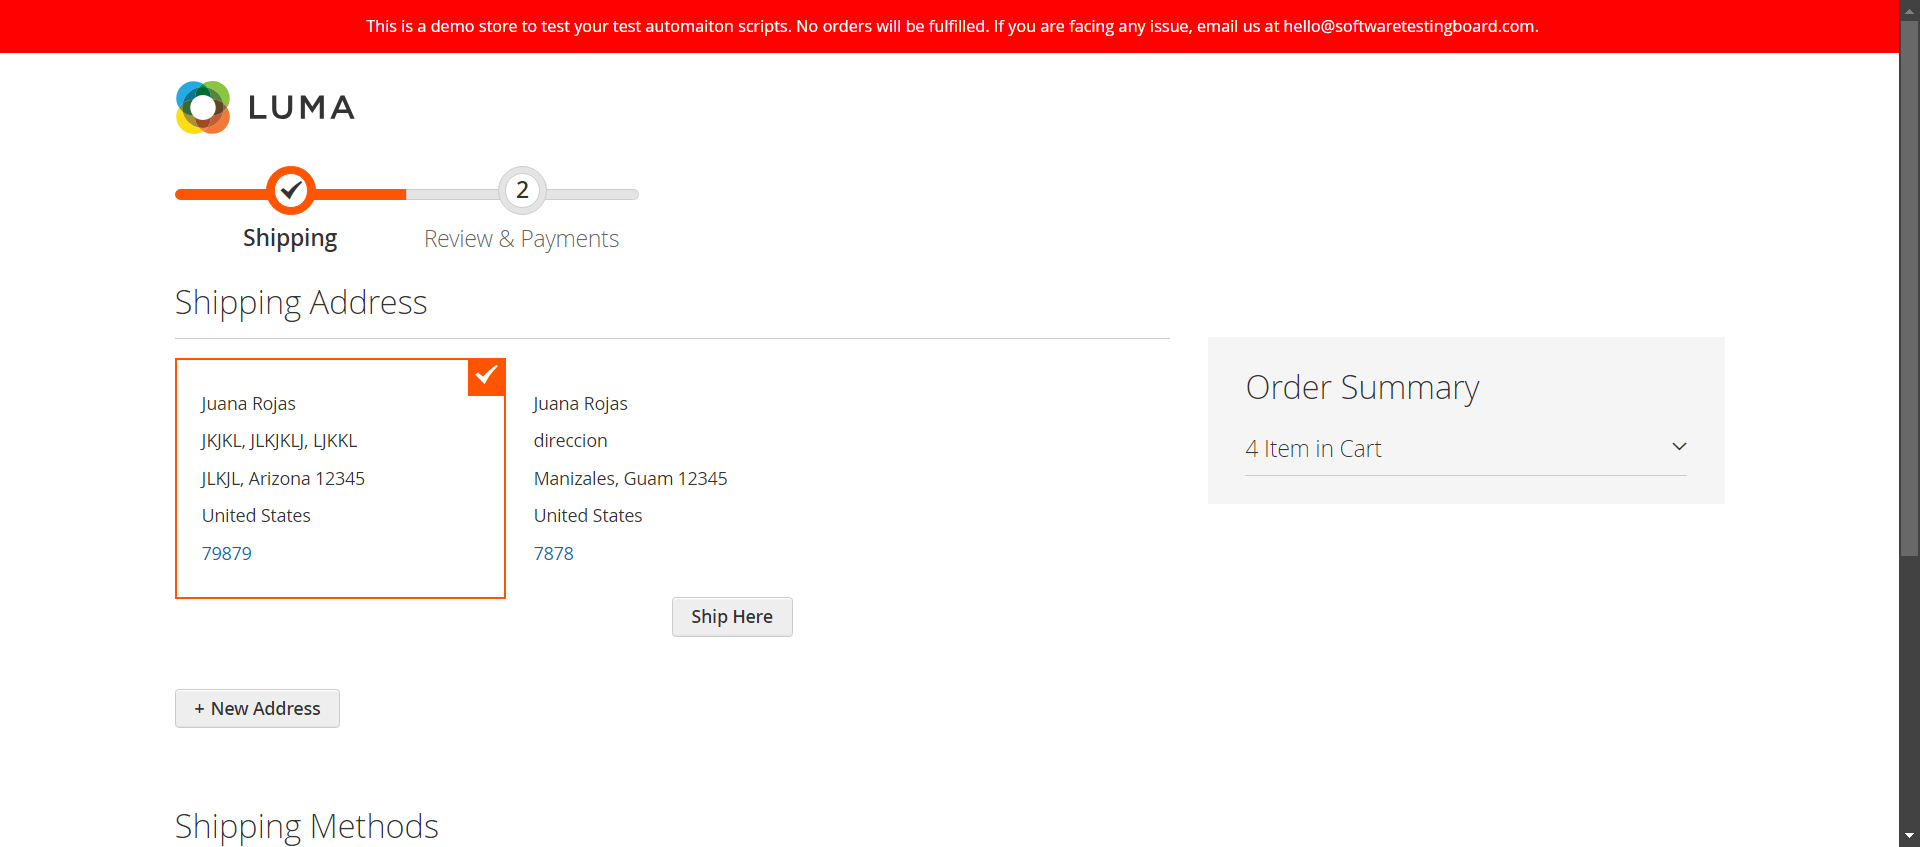 This is a demo store to test your test automaiton scripts. No orders will be fulfilled. If you are facing any issue, email us at hello@softwaretestingboard.com.
LUMA
2
Shipping
Review & Payments
Shipping Address
Juana Rojas
JKJKL, JLKJKLJ, LJKKL
JLKJL, Arizona 12345
United States
79879
Juana Rojas
direccion
Manizales, Guam 12345
United States
7878
Ship Here
+ New Address
Order Summary
4 Item in Cart
Shipping Methods